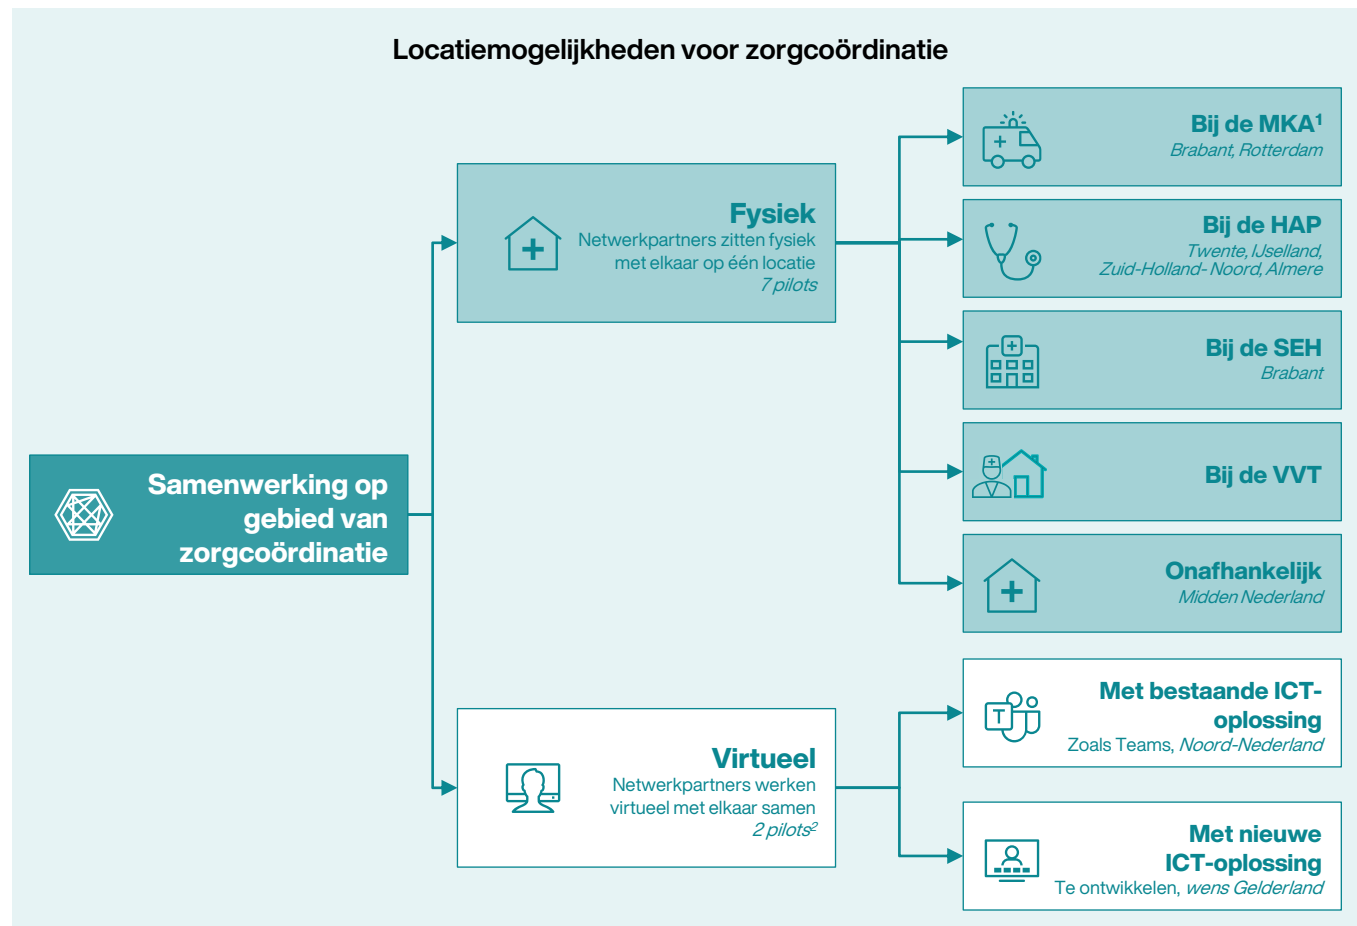 Locatiemogelijkheden voor zorgcoördinatie
Samenwerking op
gebied van
zorgcoördinatie
Fysiek
Netwerkpartners zitten fysiek
met elkaar op één locatie
7 pilots
Bij de MKA¹
Brabant, Rotterdam
Bij de HAP
Twente, IJselland,
Zuid-Holland- Noord, Almere
Bij de SEH
Brabant
Bij de VVT
Onafhankelijk
Midden Nederland
Virtueel
Netwerkpartners werken
virtueel met elkaar samen
2 pilots²
Met bestaande ICT-
oplossing
Zoals Teams, Noord-Nederland
T
Met nieuwe
ICT-oplossing
Te ontwikkelen, wens Gelderland